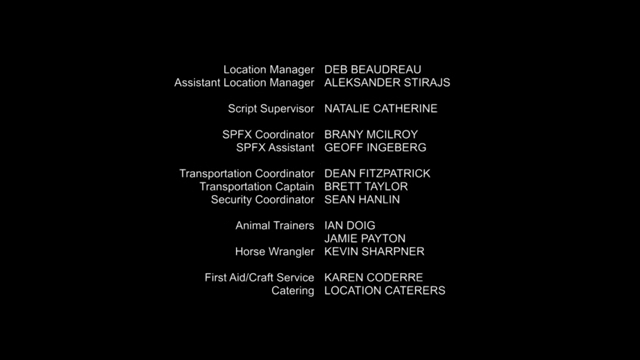 Location Manager DEB BEAUDREAU
Assistant Location Manager ALEKSANDER STIRAJS
Script Supervisor NATALIE CATHERINE
SPFX Coordinator BRANY MCILROY
SPFX Assistant GEOFF INGEBERG
Transportation Coordinator DEAN FITZPATRICK
Transportation Captain BRETT TAYLOR
Security Coordinator SEAN HANLIN
Animal Trainers IAN DOIG
JAMIE PAYTON
Horse Wrangler KEVIN SHARPNER
First Aid/Craft Service KAREN CODERRE
Catering LOCATION CATERERS